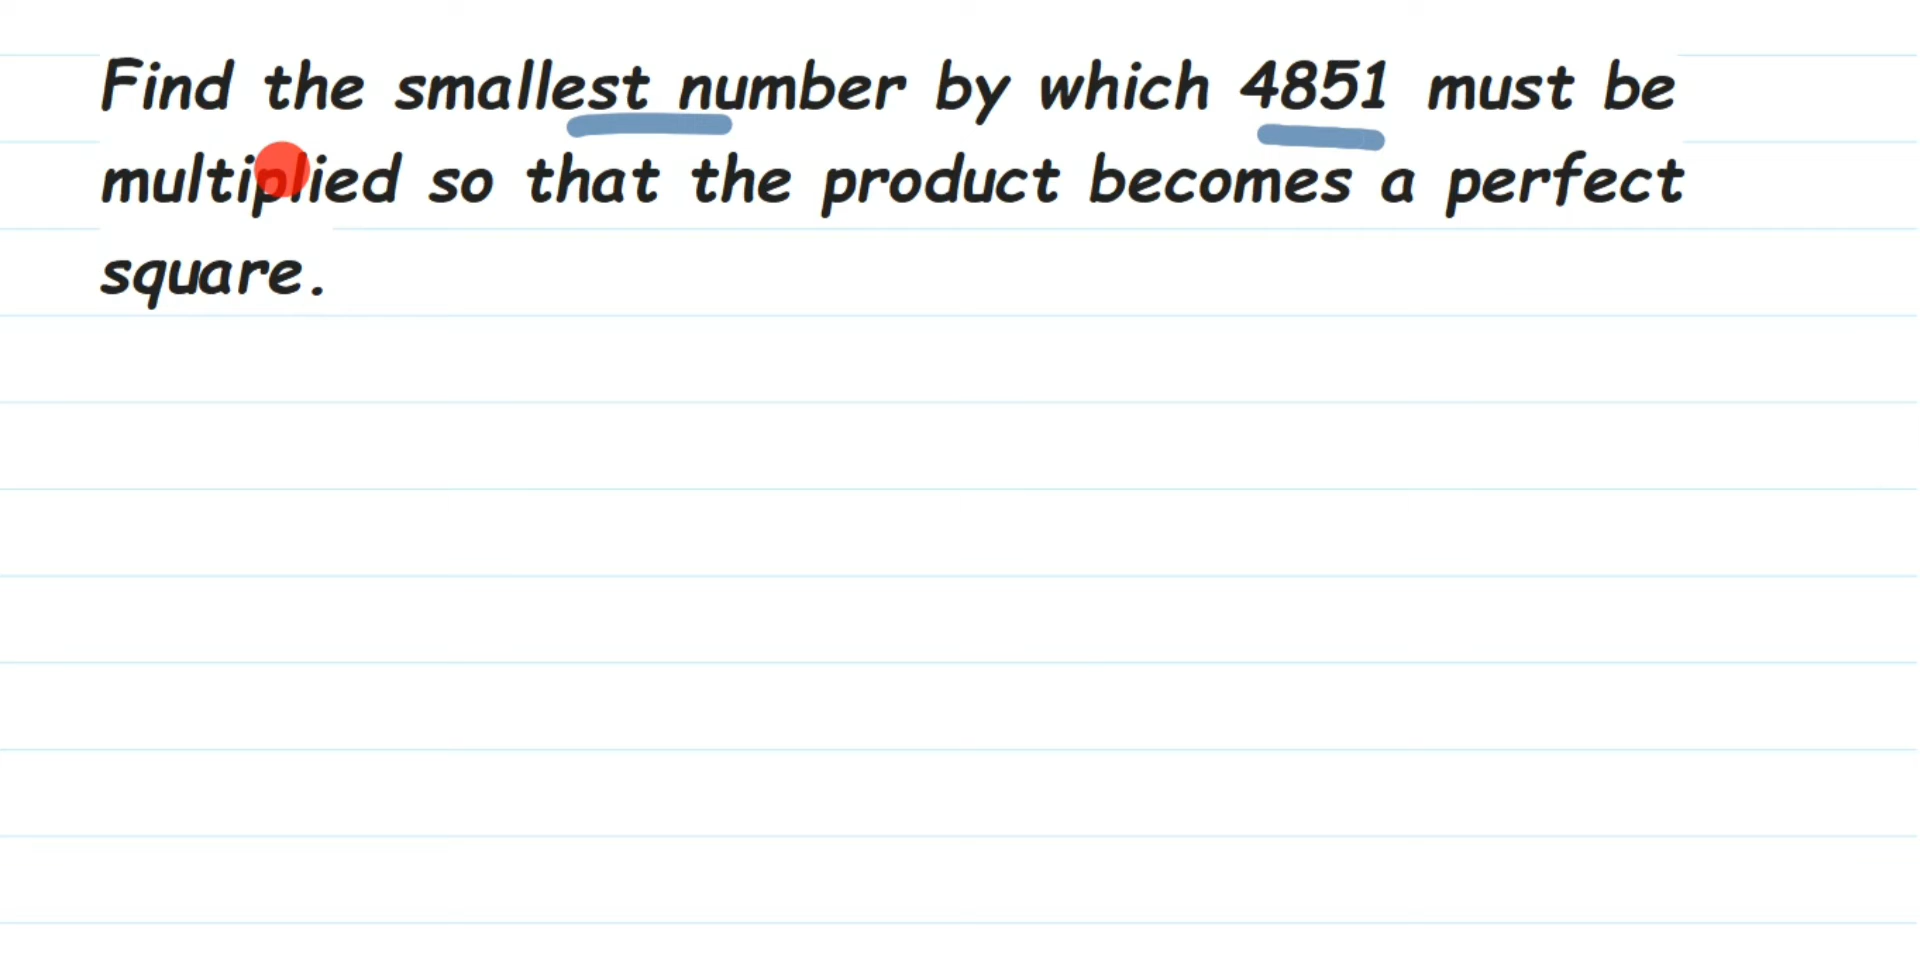 Find the smallest number by which 4851 must be
multiplied so that the product becomes a perfect
square.